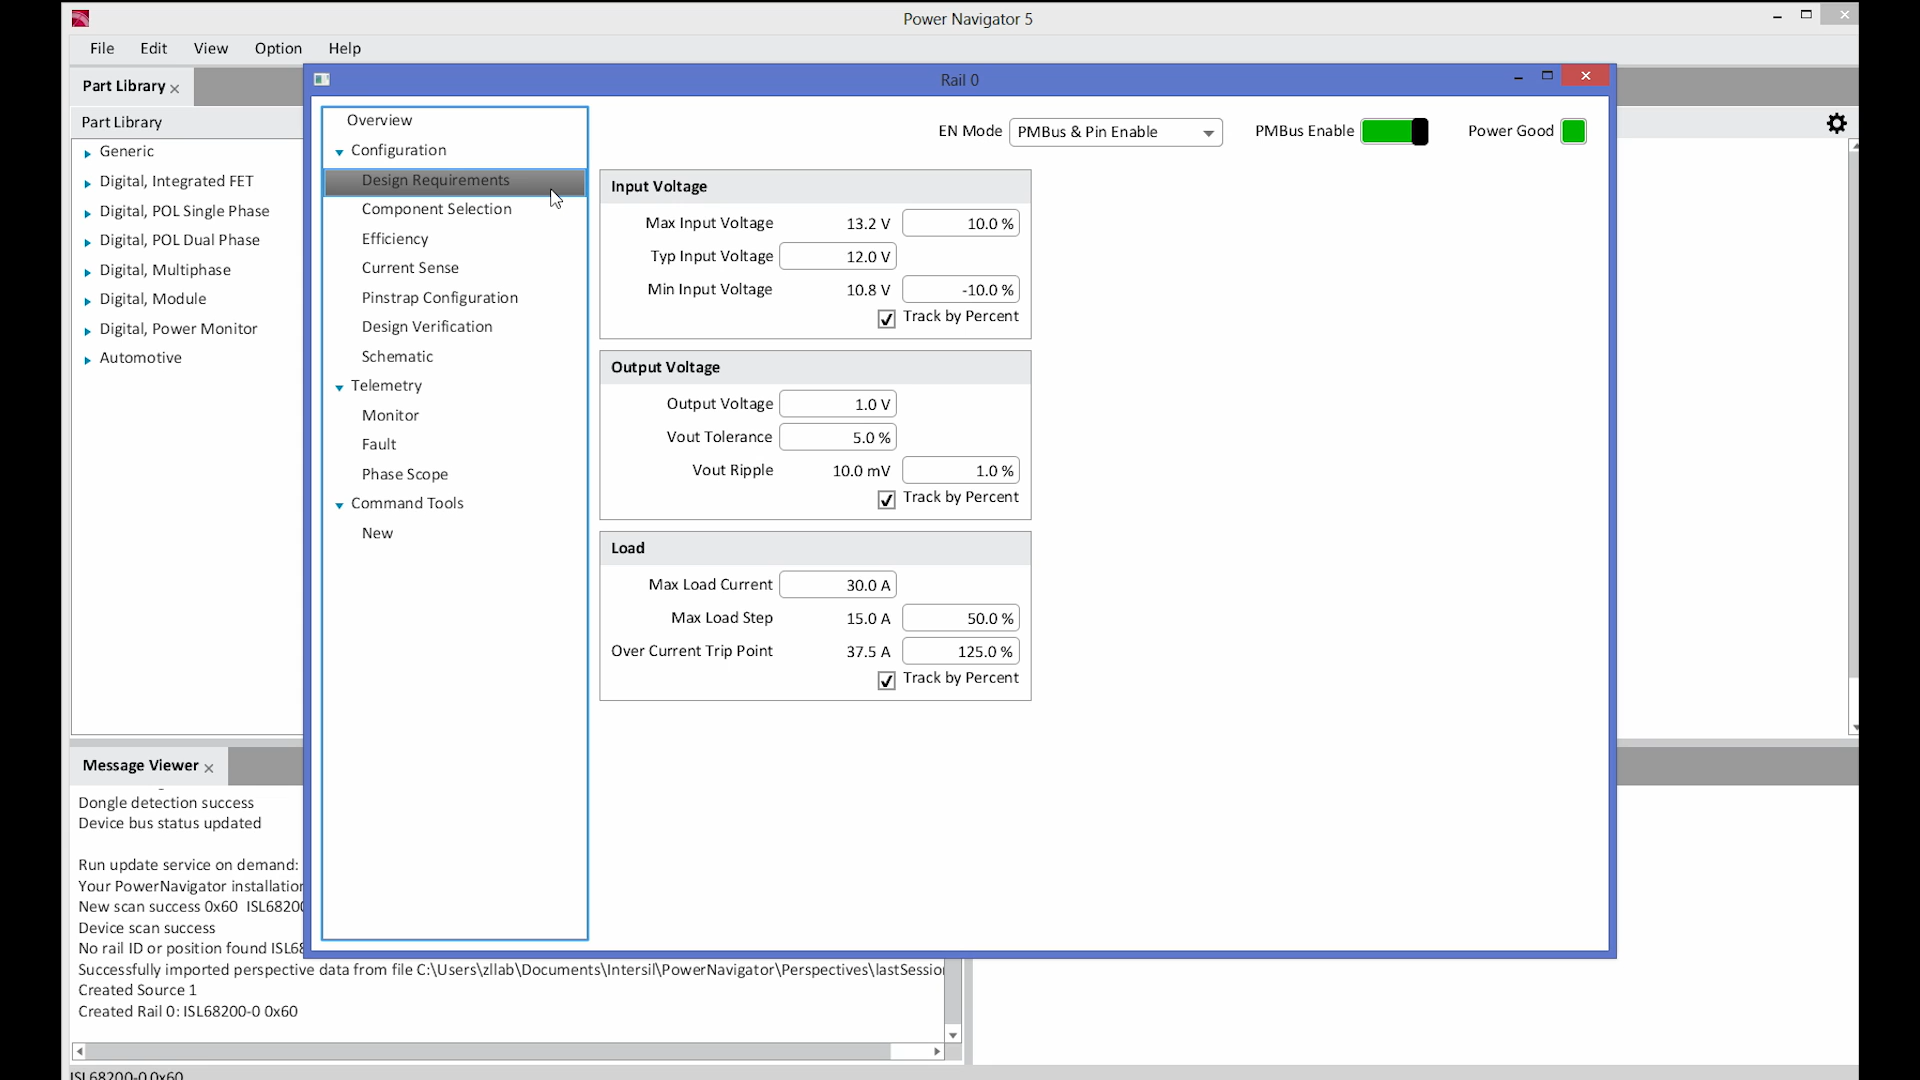 Power Navigator 5
File Edit View Option Help
Part Library
Part Library
Generic
Digital, Integrated FET
Digital, POL Single Phase
Digital, POL Dual Phase
Digital, Multiphase
Digital, Module
Digital, Power Monitor
Automotive
Rail 0
Overview
Configuration
Design Requirements
Component Selection
Efficiency
Current Sense
Pinstrap Configuration
Design Verification
Schematic
Telemetry
Monitor
Fault
Phase Scope
Command Tools
New
EN Mode PMBus & Pin Enable PMBus Enable Power Good
Input Voltage
Max Input Voltage 13.2 V 10.0 %
Typ Input Voltage 12.0 V
Min Input Voltage 10.8 V -10.0 %
Track by Percent
Output Voltage
Output Voltage 1.0 V
Vout Tolerance 5.0 %
Vout Ripple 10.0 mV 1.0 %
Track by Percent
Load
Max Load Current 30.0 A
Max Load Step 15.0 A 50.0 %
Over Current Trip Point 37.5 A 125.0 %
Track by Percent
Message Viewer
Dongle detection success
Device bus status updated
Run update service on demand:
Your PowerNavigator installation
New scan success 0x60 ISL68200
Device scan success
No rail ID or position found ISL68
Successfully imported perspective data from file C:\Users\zllab\Documents\Intersil\PowerNavigator\Perspectives\lastSession
Created Source 1
Created Rail 0: ISL68200-0 0x60
ISL68200-0 0x60